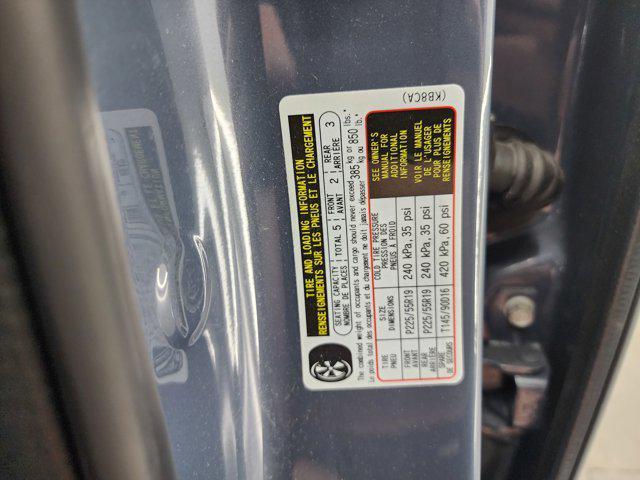 TIRE AND LOADING INFORMATION
RENSEIGNEMENTS SUR LES PNEUS ET LE CHARGEMENT
SEATING CAPACITY TOTAL 5 FRONT 2 REAR 3
NOMBRE DE PLACES AVANT ARRIÈRE
The combined weight of occupants and cargo should never exceed 385 kg or 850 lbs.
Le poids total des occupants et du chargement ne doit jamais dépasser kg ou lb.
TIRE SIZE COLD TIRE PRESSURE
PNEU DIMENSIONS PRESSION DES PNEUS À FROID
FRONT AVANT P225/55R19 240 kPa, 35 psi
REAR ARRIÈRE P225/55R19 240 kPa, 35 psi
SPARE DE SECOURS T145/90D16 420 kPa, 60 psi
SEE OWNER'S
MANUAL FOR
ADDITIONAL
INFORMATION
VOIR LE MANUEL
DE L'USAGER
POUR PLUS DE
RENSEIGNEMENTS
(KB8CA)